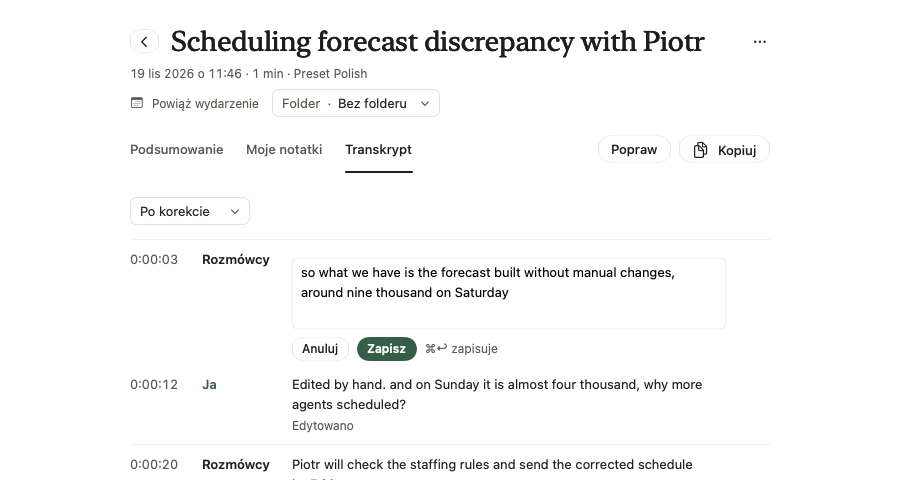 Scheduling forecast discrepancy with Piotr
19 lis 2026 o 11:46 · 1 min · Preset Polish
Powiąż wydarzenie Folder · Bez folderu
Podsumowanie Moje notatki Transkrypt Popraw Kopiuj
Po korekcie
0:00:03 Rozmówcy so what we have is the forecast built without manual changes,
around nine thousand on Saturday
Anuluj Zapisz ⌘↩ zapisuje
0:00:12 Ja Edited by hand. and on Sunday it is almost four thousand, why more
agents scheduled?
Edytowano
0:00:20 Rozmówcy Piotr will check the staffing rules and send the corrected schedule